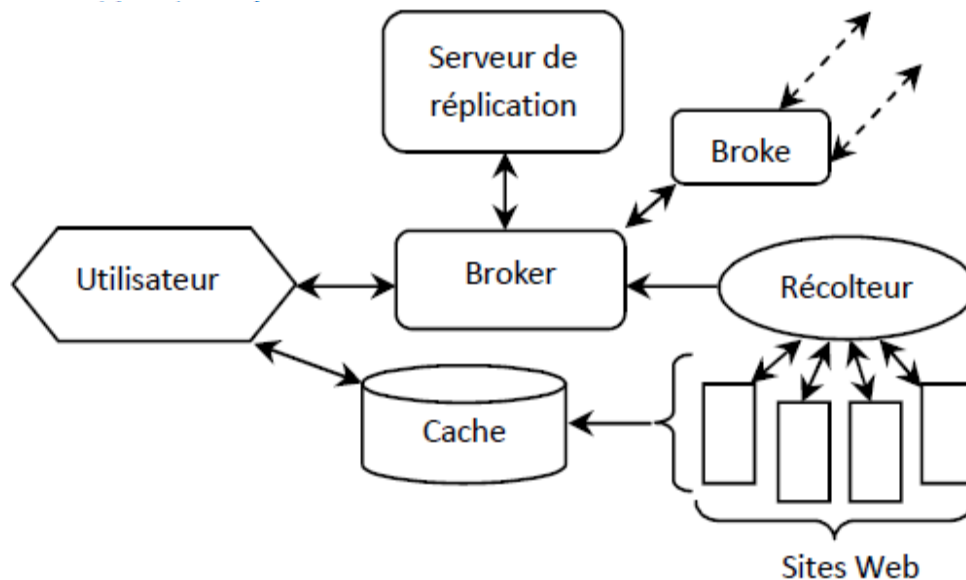 Serveur de
réplication
Broke
Utilisateur
Broker
Récolteur
Cache
Sites Web